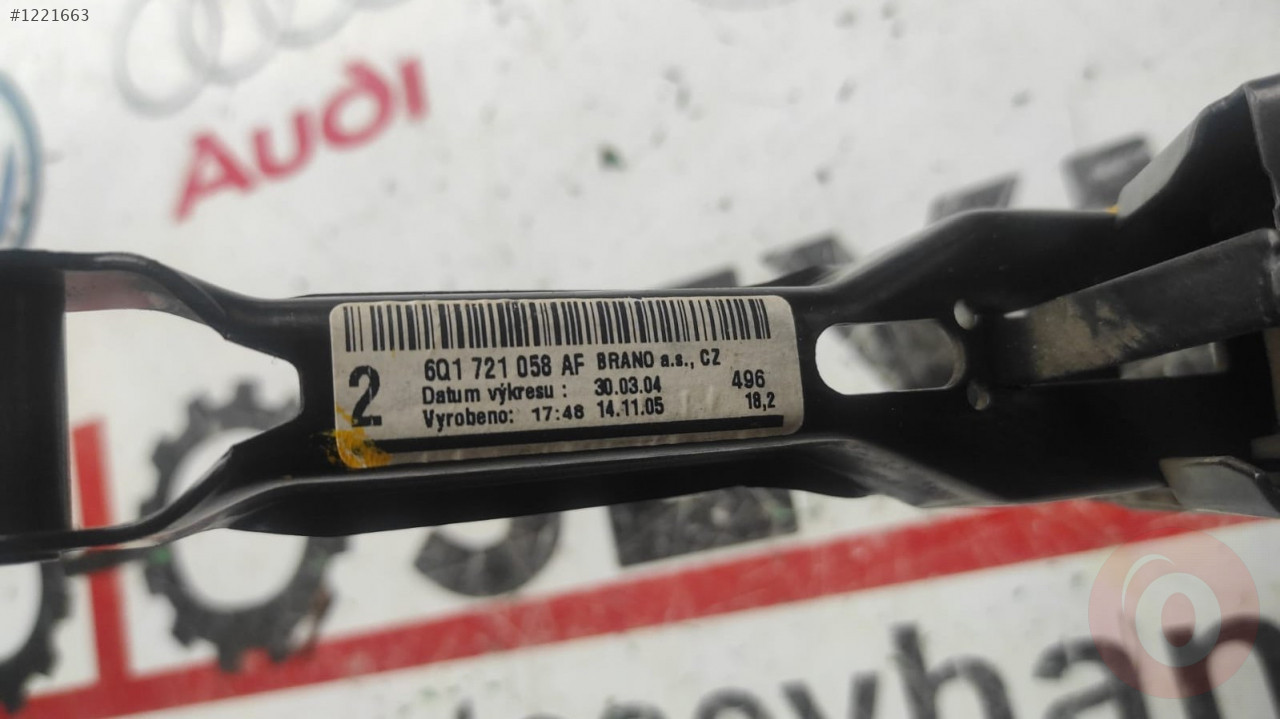 #1221663
Audi
2
6Q1 721 058 AF BRANO a.s., CZ
Datum výkresu : 30.03.04 496
Vyrobeno: 17:48 14.11.05 18,2